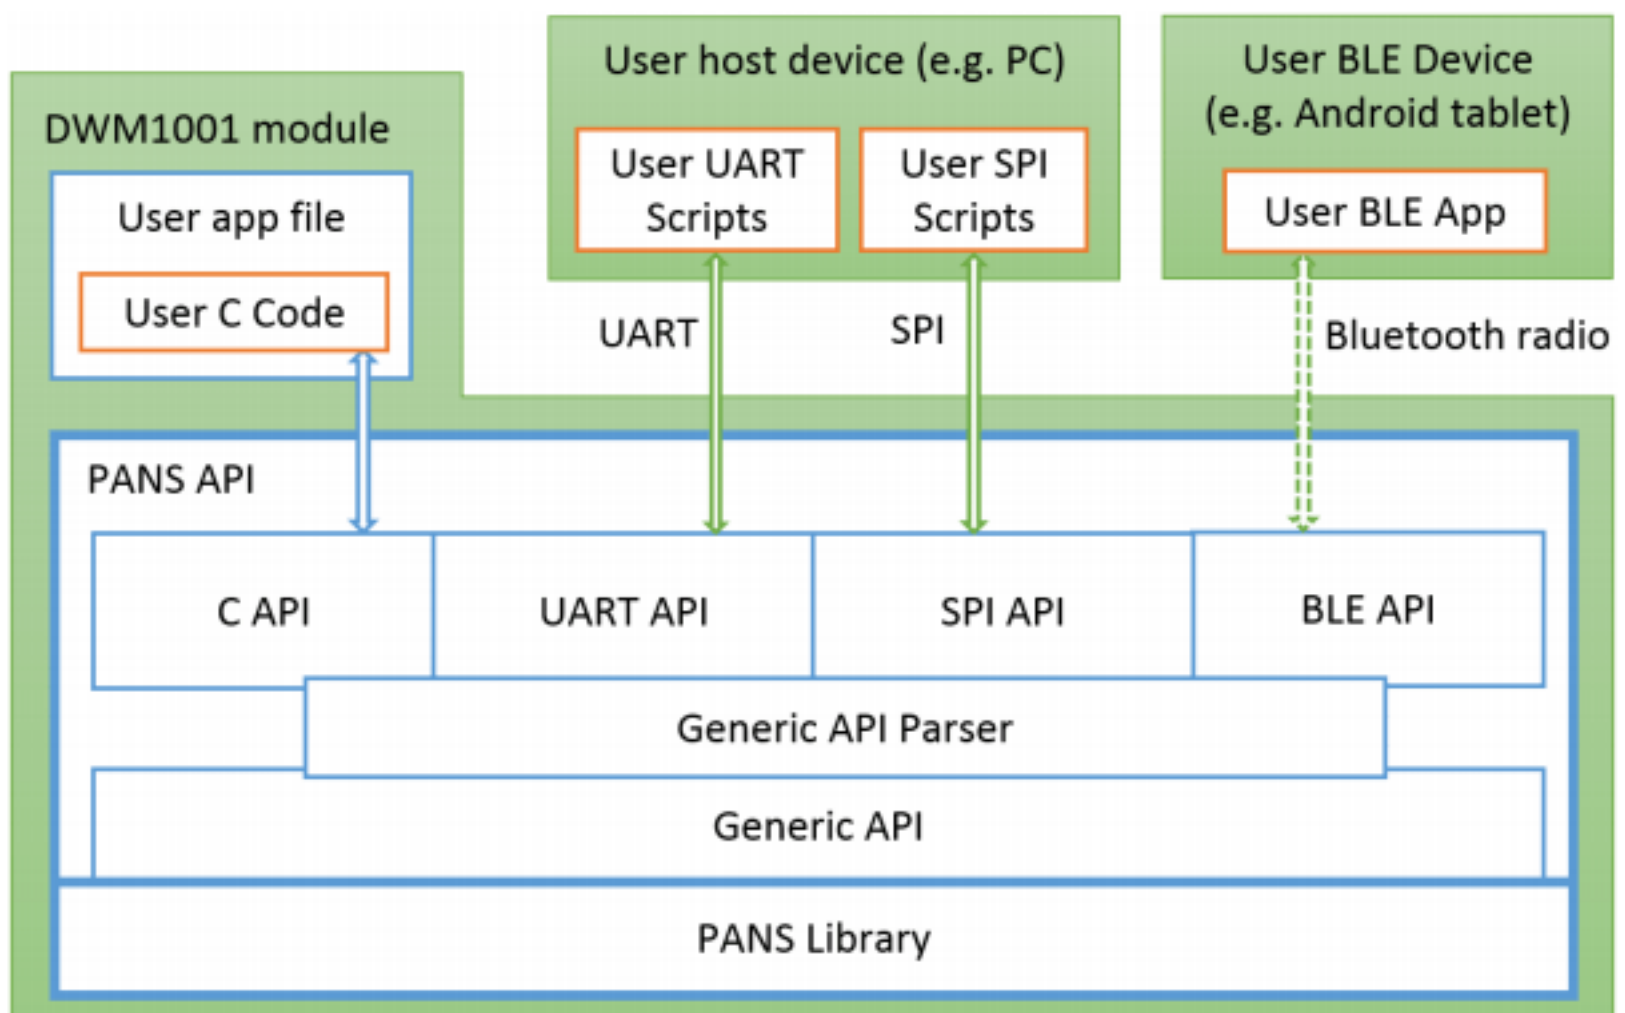 DWM1001 module
User app file
User C Code
User host device (e.g. PC)
User UART
Scripts
User SPI
Scripts
User BLE Device
(e.g. Android tablet)
User BLE App
UART
SPI
Bluetooth radio
PANS API
C API
UART API
SPI API
BLE API
Generic API Parser
Generic API
PANS Library